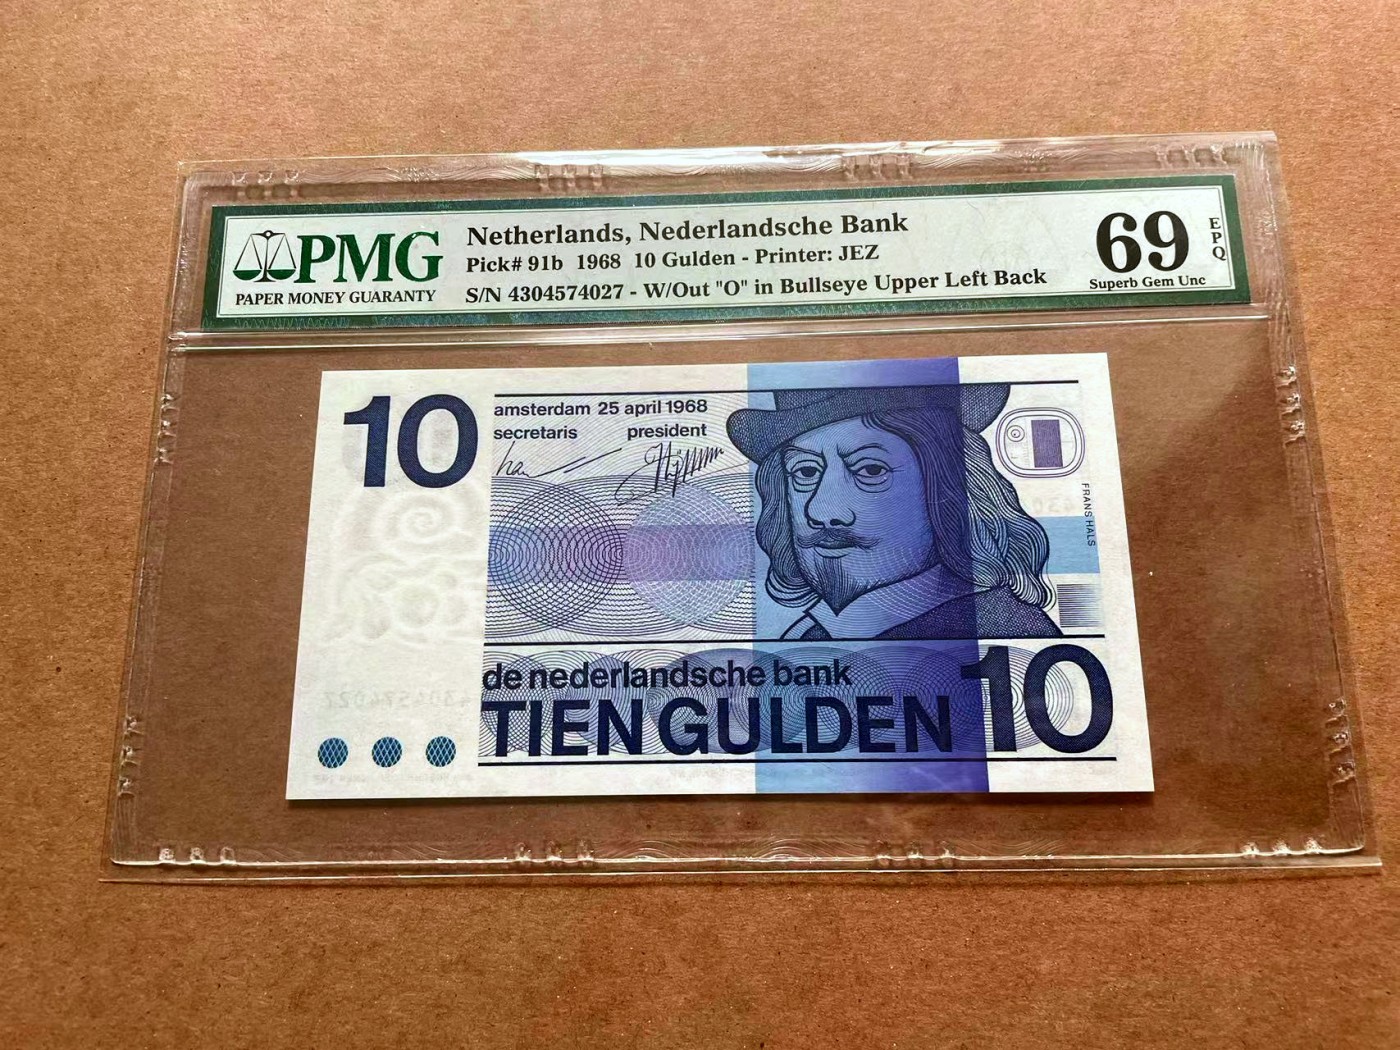 PMG
PAPER MONEY GUARANTY
Netherlands, Nederlandsche Bank
Pick# 91b 1968 10 Gulden - Printer: JEZ
S/N 4304574027 - W/Out "O" in Bullseye Upper Left Back
69
Superb Gem Unc
EPQ
10
amsterdam 25 april 1968
secretaris president
FRANS HALS
de nederlandsche bank
TIEN GULDEN
10